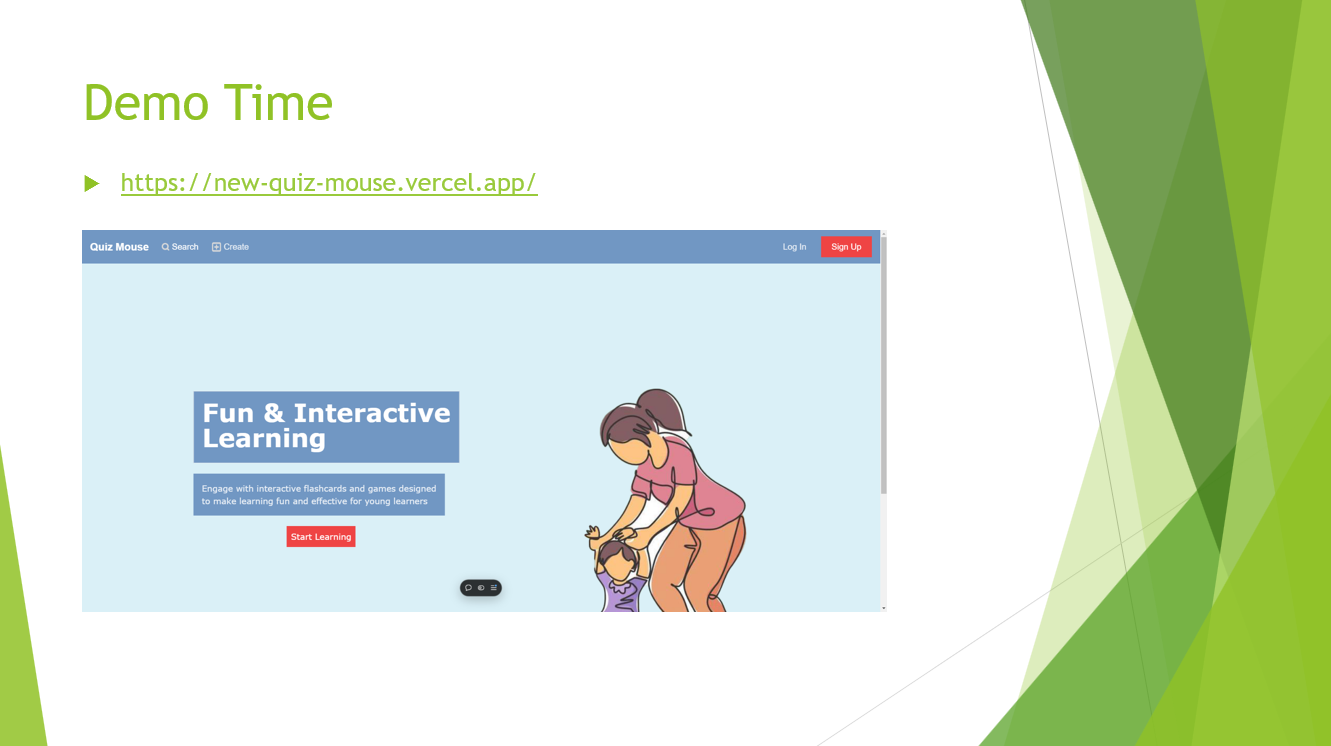 Demo Time
https://new-quiz-mouse.vercel.app/
Quiz Mouse Search Create Log In Sign Up
Fun & Interactive
Learning
Engage with interactive flashcards and games designed
to make learning fun and effective for young learners
Start Learning